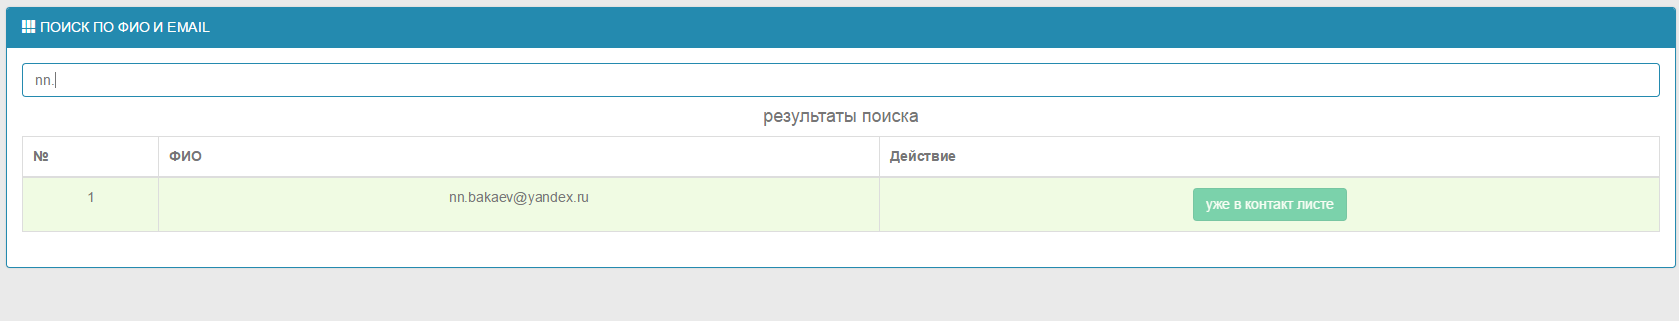 ПОИСК ПО ФИО И EMAIL
nn.
результаты поиска
№ ФИО Действие
1 nn.bakaev@yandex.ru уже в контакт листе